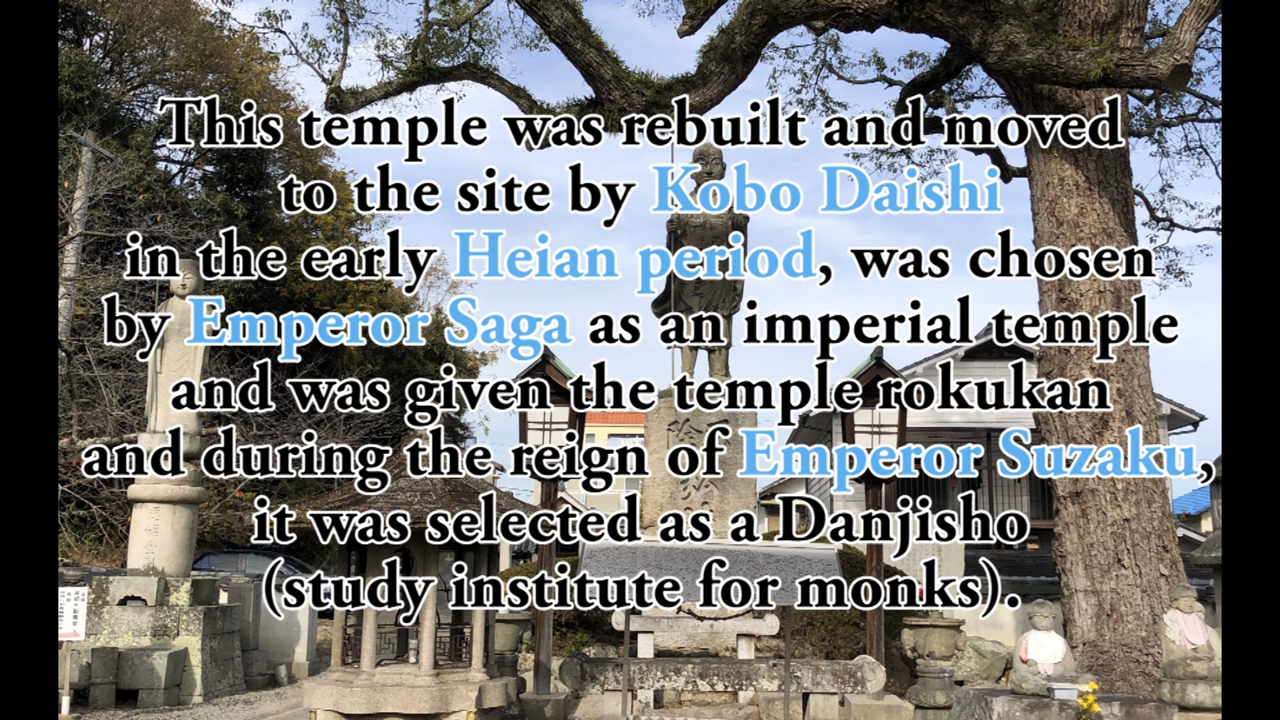 This temple was rebuilt and moved
to the site by Kobo Daishi
in the early Heian period, was chosen
by Emperor Saga as an imperial temple
and was given the temple rokukan
and during the reign of Emperor Suzaku,
it was selected as a Danjisho
(study institute for monks).